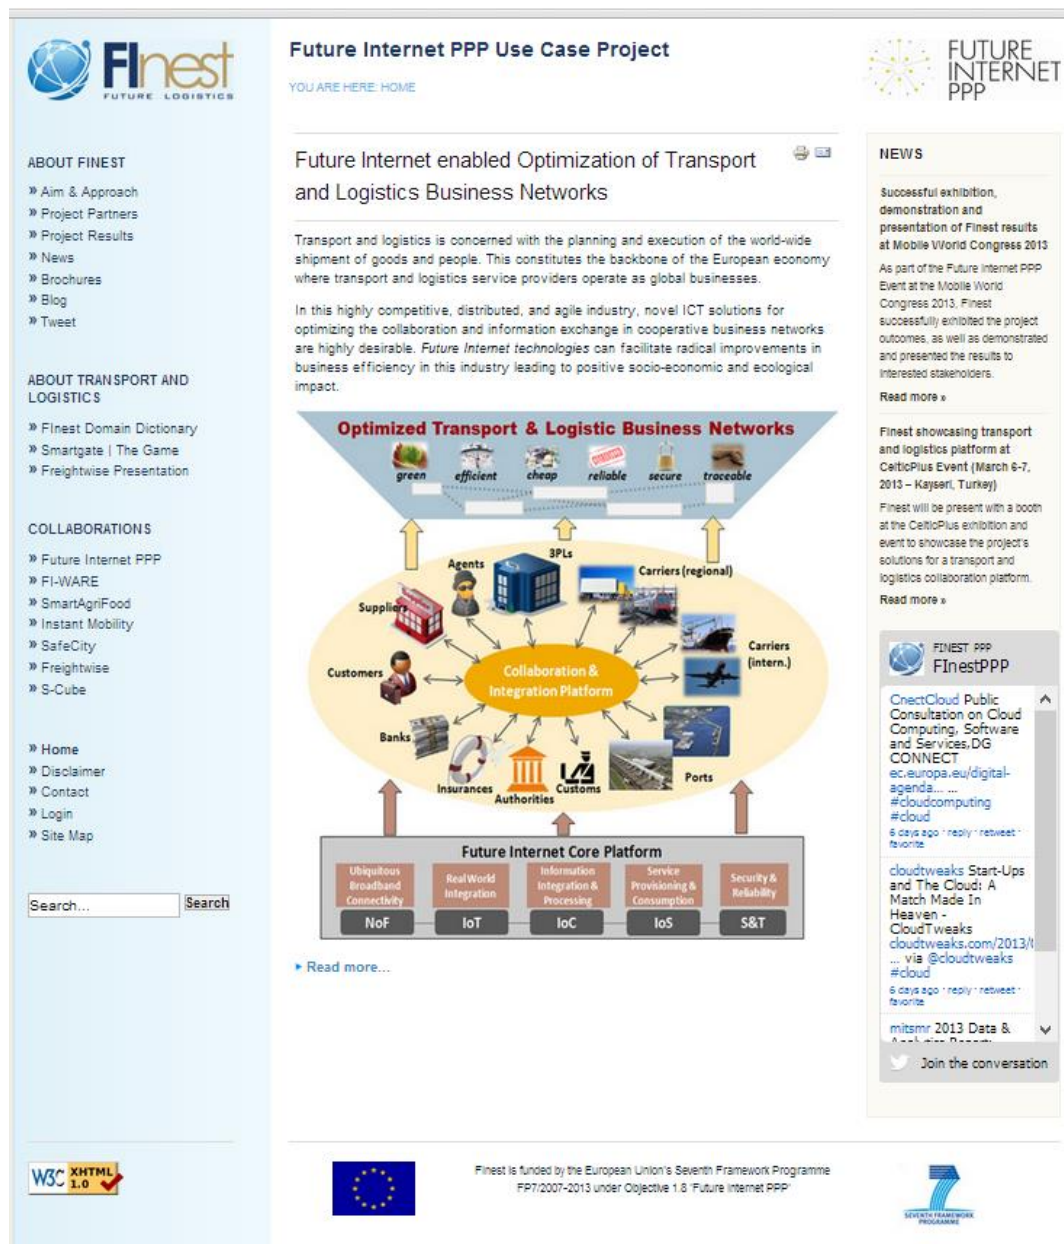 FInest
FUTURE LOGISTICS
Future Internet PPP Use Case Project
YOU ARE HERE: HOME
FUTURE
INTERNET
PPP
ABOUT FINEST
» Aim & Approach
» Project Partners
» Project Results
» News
» Brochures
» Blog
» Tweet
ABOUT TRANSPORT AND
LOGISTICS
» FInest Domain Dictionary
» Smartgate | The Game
» Freightwise Presentation
COLLABORATIONS
» Future Internet PPP
» FI-WARE
» SmartAgriFood
» Instant Mobility
» SafeCity
» Freightwise
» S-Cube
» Home
» Disclaimer
» Contact
» Login
» Site Map
Search...
Search
Future Internet enabled Optimization of Transport
and Logistics Business Networks
Transport and logistics is concerned with the planning and execution of the world-wide
shipment of goods and people. This constitutes the backbone of the European economy
where transport and logistics service providers operate as global businesses.
In this highly competitive, distributed, and agile industry, novel ICT solutions for
optimizing the collaboration and information exchange in cooperative business networks
are highly desirable. Future Internet technologies can facilitate radical improvements in
business efficiency in this industry leading to positive socio-economic and ecological
impact.
Optimized Transport & Logistic Business Networks
green efficient cheap reliable secure traceable
Agents
3PLs
Carriers (regional)
Suppliers
Carriers
(intern.)
Customers
Collaboration &
Integration Platform
Banks
Insurances
Authorities
Customs
Ports
Future Internet Core Platform
Ubiquitous
Broadband
Connectivity
Real World
Integration
Information
Integration &
Processing
Service
Provisioning &
Consumption
Security &
Reliability
NoF IoT IoC IoS S&T
Read more...
NEWS
Successful exhibition,
demonstration and
presentation of Finest results
at Mobile World Congress 2013
As part of the Future Internet PPP
Event at the Mobile World
Congress 2013, Finest
successfully exhibited the project
outcomes, as well as demonstrated
and presented the results to
interested stakeholders.
Read more »
Finest showcasing transport
and logistics platform at
CelticPlus Event (March 6-7,
2013 – Kayseri, Turkey)
Finest will be present with a booth
at the CelticPlus exhibition and
event to showcase the project's
solutions for a transport and
logistics collaboration platform.
Read more »
FINEST PPP
FInestPPP
CnectCloud Public
Consultation on Cloud
Computing, Software
and Services,DG
CONNECT
ec.europa.eu/digital-
agenda... ...
#cloudcomputing
#cloud
6 days ago · reply · retweet ·
favorite
cloudtweaks Start-Ups
and The Cloud: A
Match Made In
Heaven -
CloudTweaks
cloudtweaks.com/2013/
... via @cloudtweaks
#cloud
6 days ago · reply · retweet ·
favorite
mitsmr 2013 Data &
Join the conversation
W3C XHTML
1.0
Finest is funded by the European Union's Seventh Framework Programme
FP7/2007-2013 under Objective 1.8 'Future Internet PPP'
SEVENTH FRAMEWORK
PROGRAMME